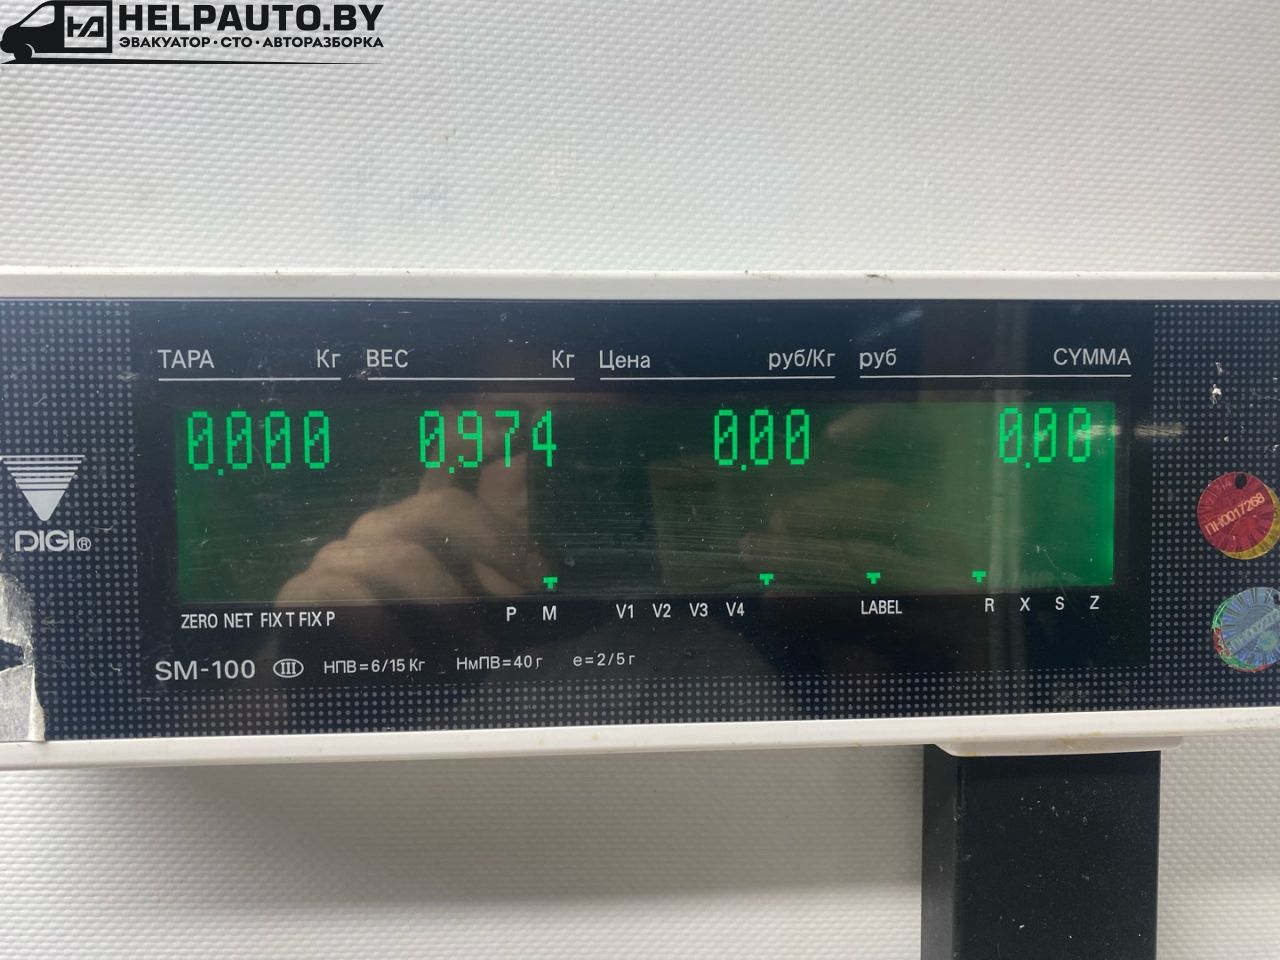 HELPAUTO.BY
ЭВАКУАТОР·СТО·АВТОРАЗБОРКА
ТАРА Кг ВЕС Кг Цена руб/Кг руб СУММА
0.000 0.974 0.00 0.00
DIGI®
ПН0017268
ZERO NET FIX T FIX P P M V1 V2 V3 V4 LABEL R X S Z
SM-100 III НПВ=6/15 Кг НмПВ=40 г e=2/5 г